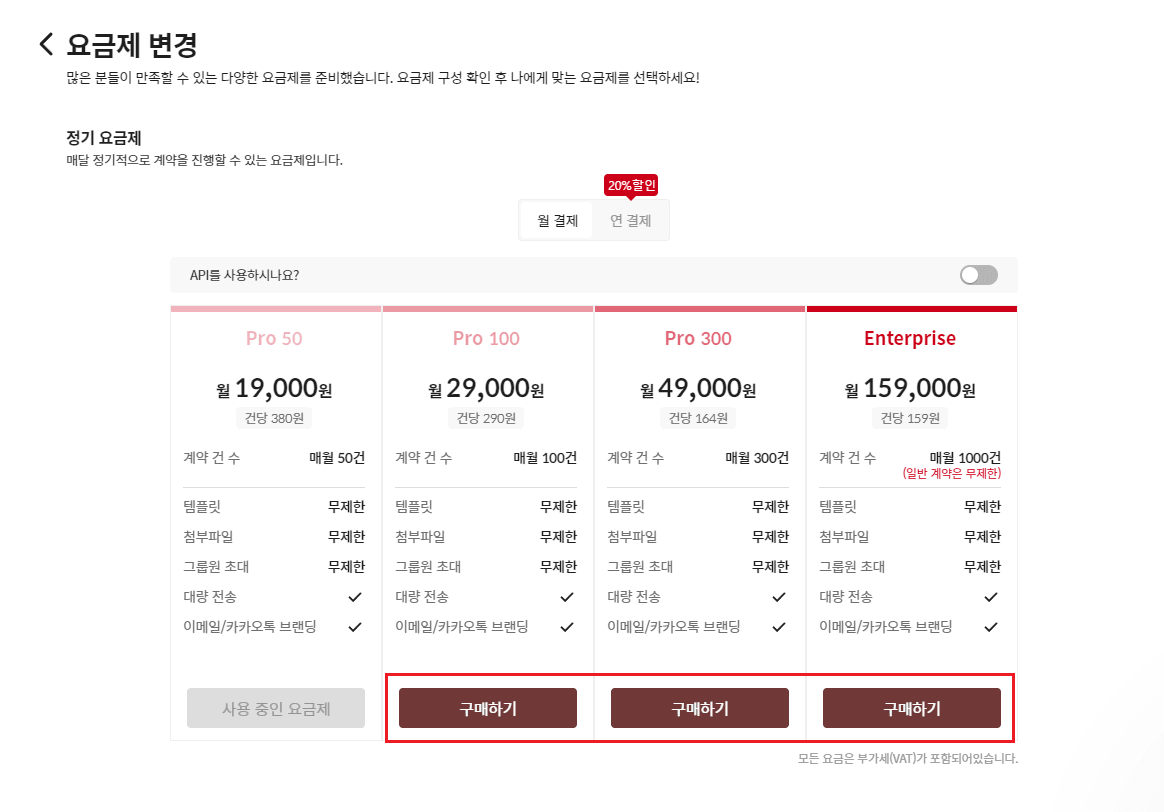 요금제 변경
많은 분들이 만족할 수 있는 다양한 요금제를 준비했습니다. 요금제 구성 확인 후 나에게 맞는 요금제를 선택하세요!
정기 요금제
매달 정기적으로 계약을 진행할 수 있는 요금제입니다.
20%할인
월 결제 연 결제
API를 사용하시나요?
Pro 50
월 19,000원
건당 380원
계약 건 수 매월 50건
템플릿 무제한
첨부파일 무제한
그룹원 초대 무제한
대량 전송 ✓
이메일/카카오톡 브랜딩 ✓
사용 중인 요금제
Pro 100
월 29,000원
건당 290원
계약 건 수 매월 100건
템플릿 무제한
첨부파일 무제한
그룹원 초대 무제한
대량 전송 ✓
이메일/카카오톡 브랜딩 ✓
구매하기
Pro 300
월 49,000원
건당 164원
계약 건 수 매월 300건
템플릿 무제한
첨부파일 무제한
그룹원 초대 무제한
대량 전송 ✓
이메일/카카오톡 브랜딩 ✓
구매하기
Enterprise
월 159,000원
건당 159원
계약 건 수 매월 1000건
(일반 계약은 무제한)
템플릿 무제한
첨부파일 무제한
그룹원 초대 무제한
대량 전송 ✓
이메일/카카오톡 브랜딩 ✓
구매하기
모든 요금은 부가세(VAT)가 포함되어있습니다.